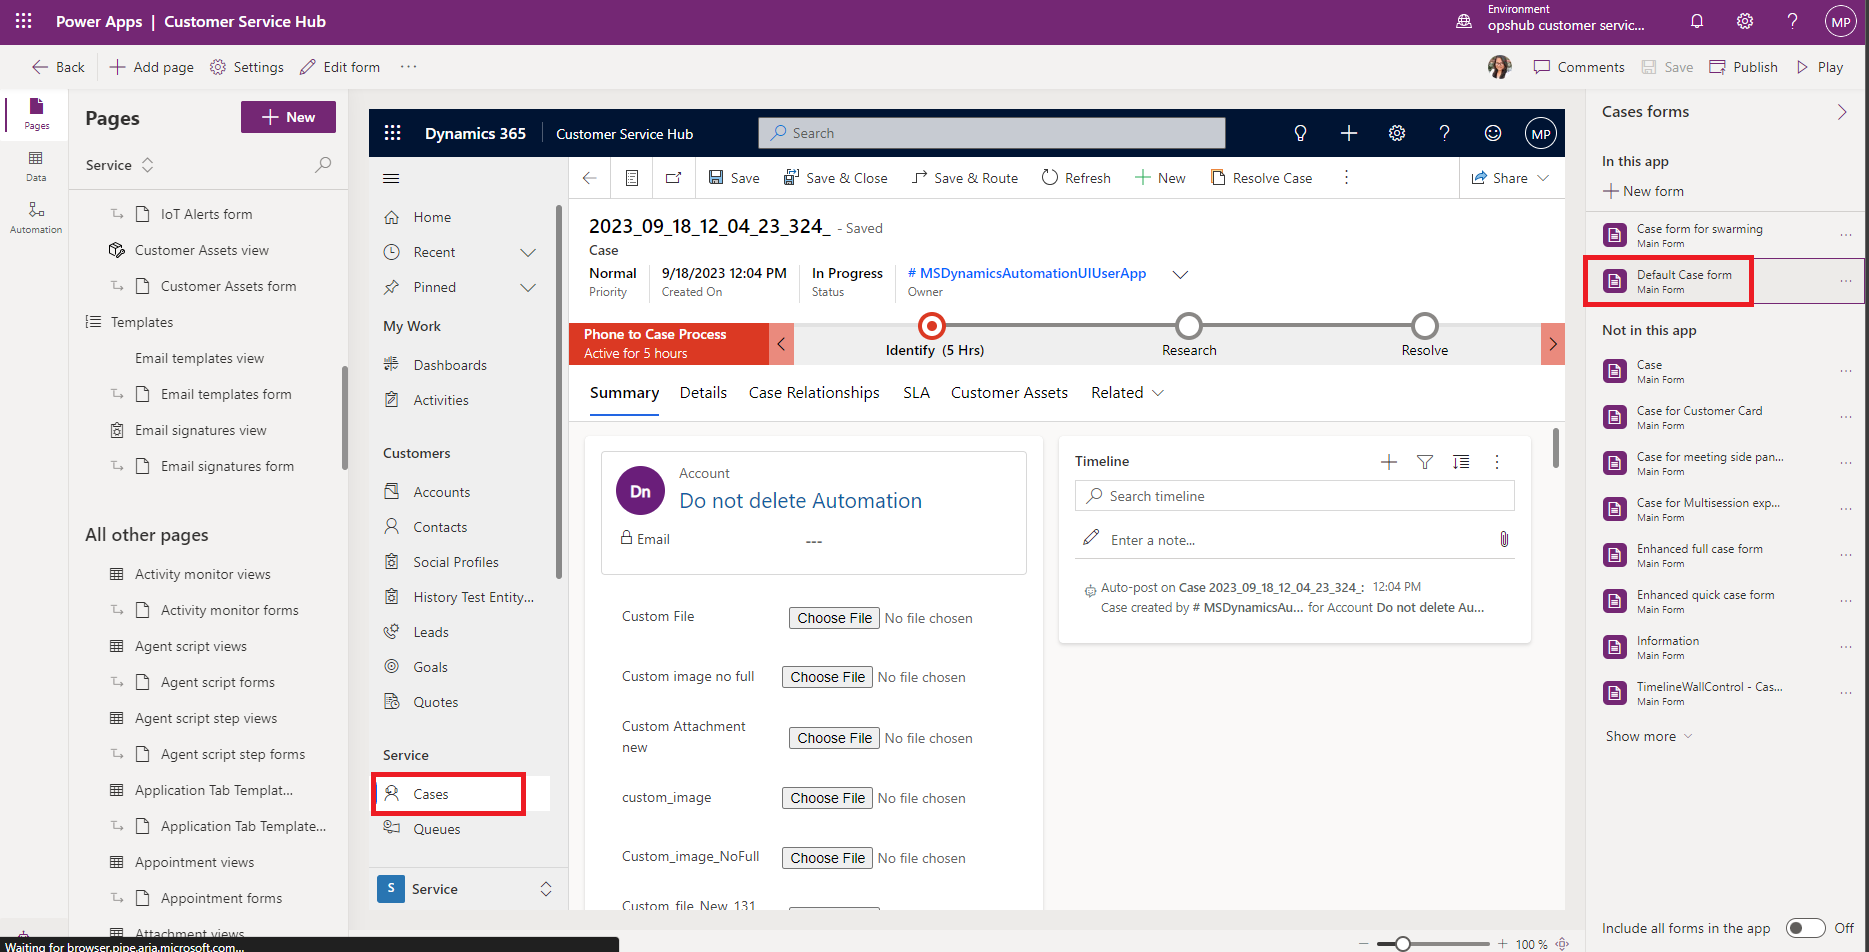 Power Apps | Customer Service Hub
Environment
opshub customer servic...
MP
Back
Add page
Settings
Edit form
...
Comments
Save
Publish
Play
Pages
Data
Automation
Pages
New
Service
IoT Alerts form
Customer Assets view
Customer Assets form
Templates
Email templates view
Email templates form
Email signatures view
Email signatures form
All other pages
Activity monitor views
Activity monitor forms
Agent script views
Agent script forms
Agent script step views
Agent script step forms
Application Tab Templat...
Application Tab Template...
Appointment views
Appointment forms
Attachment views
Waiting for browser.pipe.aria.microsoft.com...
Dynamics 365
Customer Service Hub
Search
MP
Home
Recent
Pinned
My Work
Dashboards
Activities
Customers
Accounts
Contacts
Social Profiles
History Test Entity...
Leads
Goals
Quotes
Service
Cases
Queues
S Service
Save
Save & Close
Save & Route
Refresh
New
Resolve Case
Share
2023_09_18_12_04_23_324_ - Saved
Case
Normal
Priority
9/18/2023 12:04 PM
Created On
In Progress
Status
# MSDynamicsAutomationUIUserApp
Owner
Phone to Case Process
Active for 5 hours
Identify (5 Hrs)
Research
Resolve
Summary
Details
Case Relationships
SLA
Customer Assets
Related
Dn
Account
Do not delete Automation
Email
---
Custom File
Choose File No file chosen
Custom image no full
Choose File No file chosen
Custom Attachment
new
Choose File No file chosen
custom_image
Choose File No file chosen
Custom_image_NoFull
Choose File No file chosen
Custom_file_New_131
Timeline
Search timeline
Enter a note...
Auto-post on Case 2023_09_18_12_04_23_324_: 12:04 PM
Case created by # MSDynamicsAu... for Account Do not delete Au...
Cases forms
In this app
New form
Case form for swarming
Main Form
Default Case form
Main Form
Not in this app
Case
Main Form
Case for Customer Card
Main Form
Case for meeting side pan...
Main Form
Case for Multisession exp...
Main Form
Enhanced full case form
Main Form
Enhanced quick case form
Main Form
Information
Main Form
TimelineWallControl - Cas...
Main Form
Show more
Include all forms in the app
Off
100 %